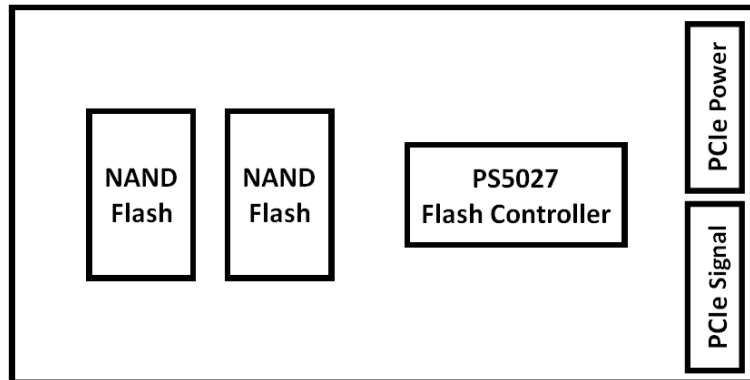 NAND
Flash
NAND
Flash
PS5027
Flash Controller
PCIe Power
PCIe Signal